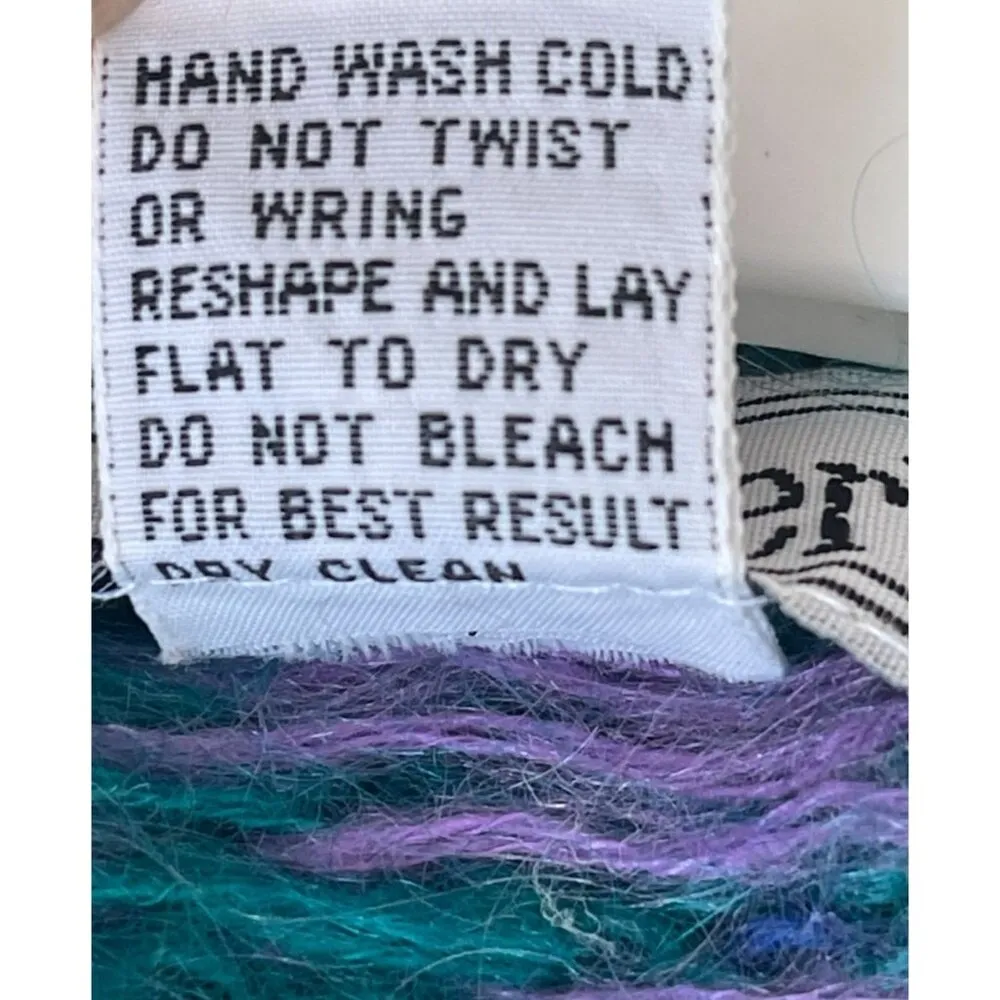 HAND WASH COLD
DO NOT TWIST
OR WRING
RESHAPE AND LAY
FLAT TO DRY
DO NOT BLEACH
FOR BEST RESULT
DRY CLEAN
er